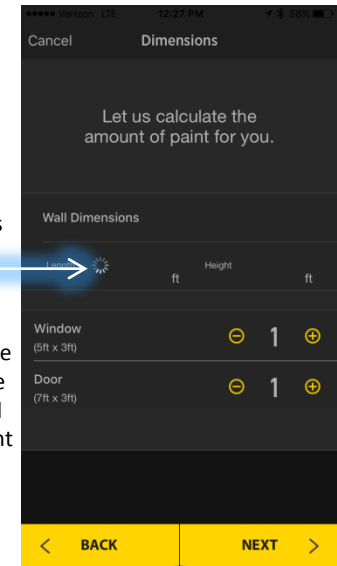 Verizon LTE 12:27 PM 58%
Cancel Dimensions
Let us calculate the
amount of paint for you.
Wall Dimensions
Length ft Height ft
Window
(5ft x 3ft)
1
Door
(7ft x 3ft)
1
< BACK NEXT >